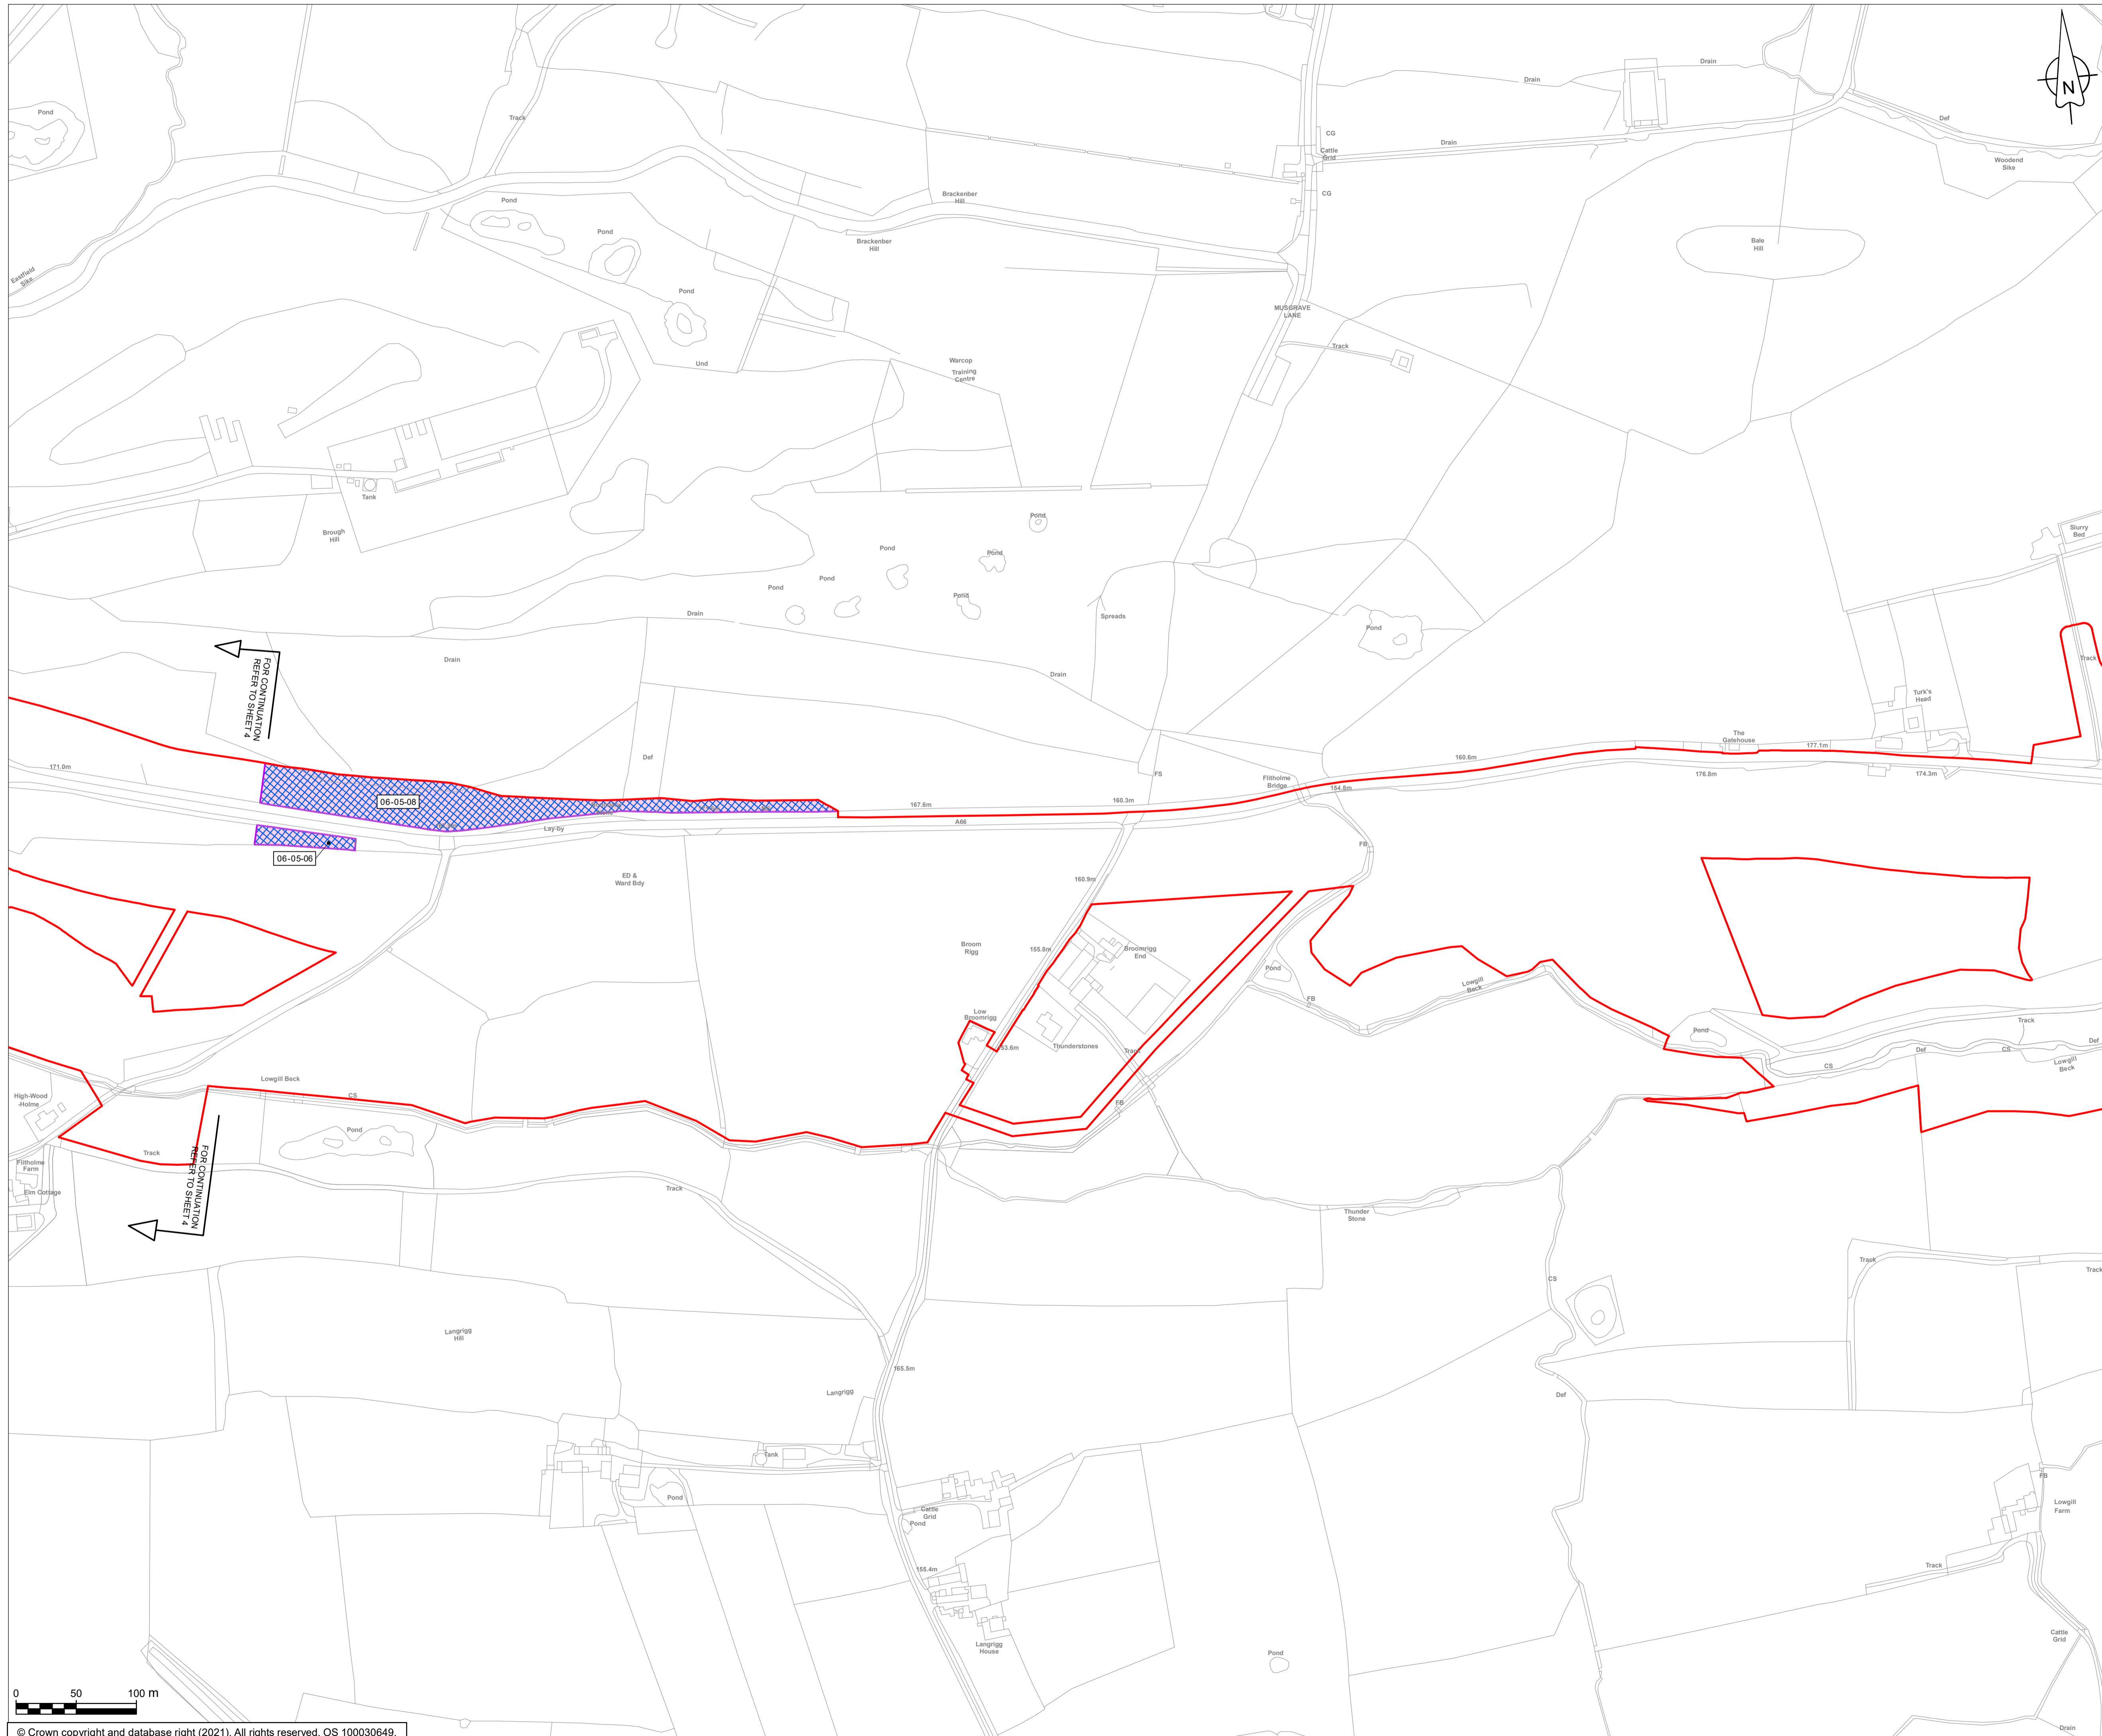 Pond
Track
Drain
Drain
Drain
Def
CG
Cattle
Grid
CG
Woodend
Sike
N
Pond
Pond
Pond
Brackenber
Hill
Brackenber
Hill
Bale
Hill
Eastfield
Sike
MUSGRAVE
LANE
Track
Und
Warcop
Training
Centre
Tank
Brough
Hill
Pond
Pond
Pond
Pond
Pond
Pond
Slurry
Bed
Drain
Spreads
Pond
Drain
Drain
Track
Turk's
Head
FOR CONTINUATION
REFER TO SHEET 4
The
Gatehouse
177.1m
171.0m
Def
FS
Flitholme
Bridge
160.6m
176.8m
174.3m
154.8m
06-05-08
167.6m
160.3m
Lay-by
A66
06-05-06
FB
ED &
Ward Bdy
160.9m
Broom
Rigg
155.8m
Broomrigg
End
Pond
FB
Lowgill
Beck
Low
Broomrigg
53.6m
Thunderstones
Track
Pond
Track
Def
CS
Def
CS
Lowgill
Beck
Lowgill Beck
CS
High-Wood
-Holme
FB
Pond
Track
Flitholme
Farm
Elm Cottage
FOR CONTINUATION
REFER TO SHEET 4
Track
Thunder
Stone
Track
Track
CS
Langrigg
Hill
165.5m
Langrigg
Def
Tank
Pond
Cattle
Grid
Pond
FB
Lowgill
Farm
155.4m
Track
Langrigg
House
Pond
Cattle
Grid
Drain
0 50 100 m
© Crown copyright and database right (2021). All rights reserved. OS 100030649.